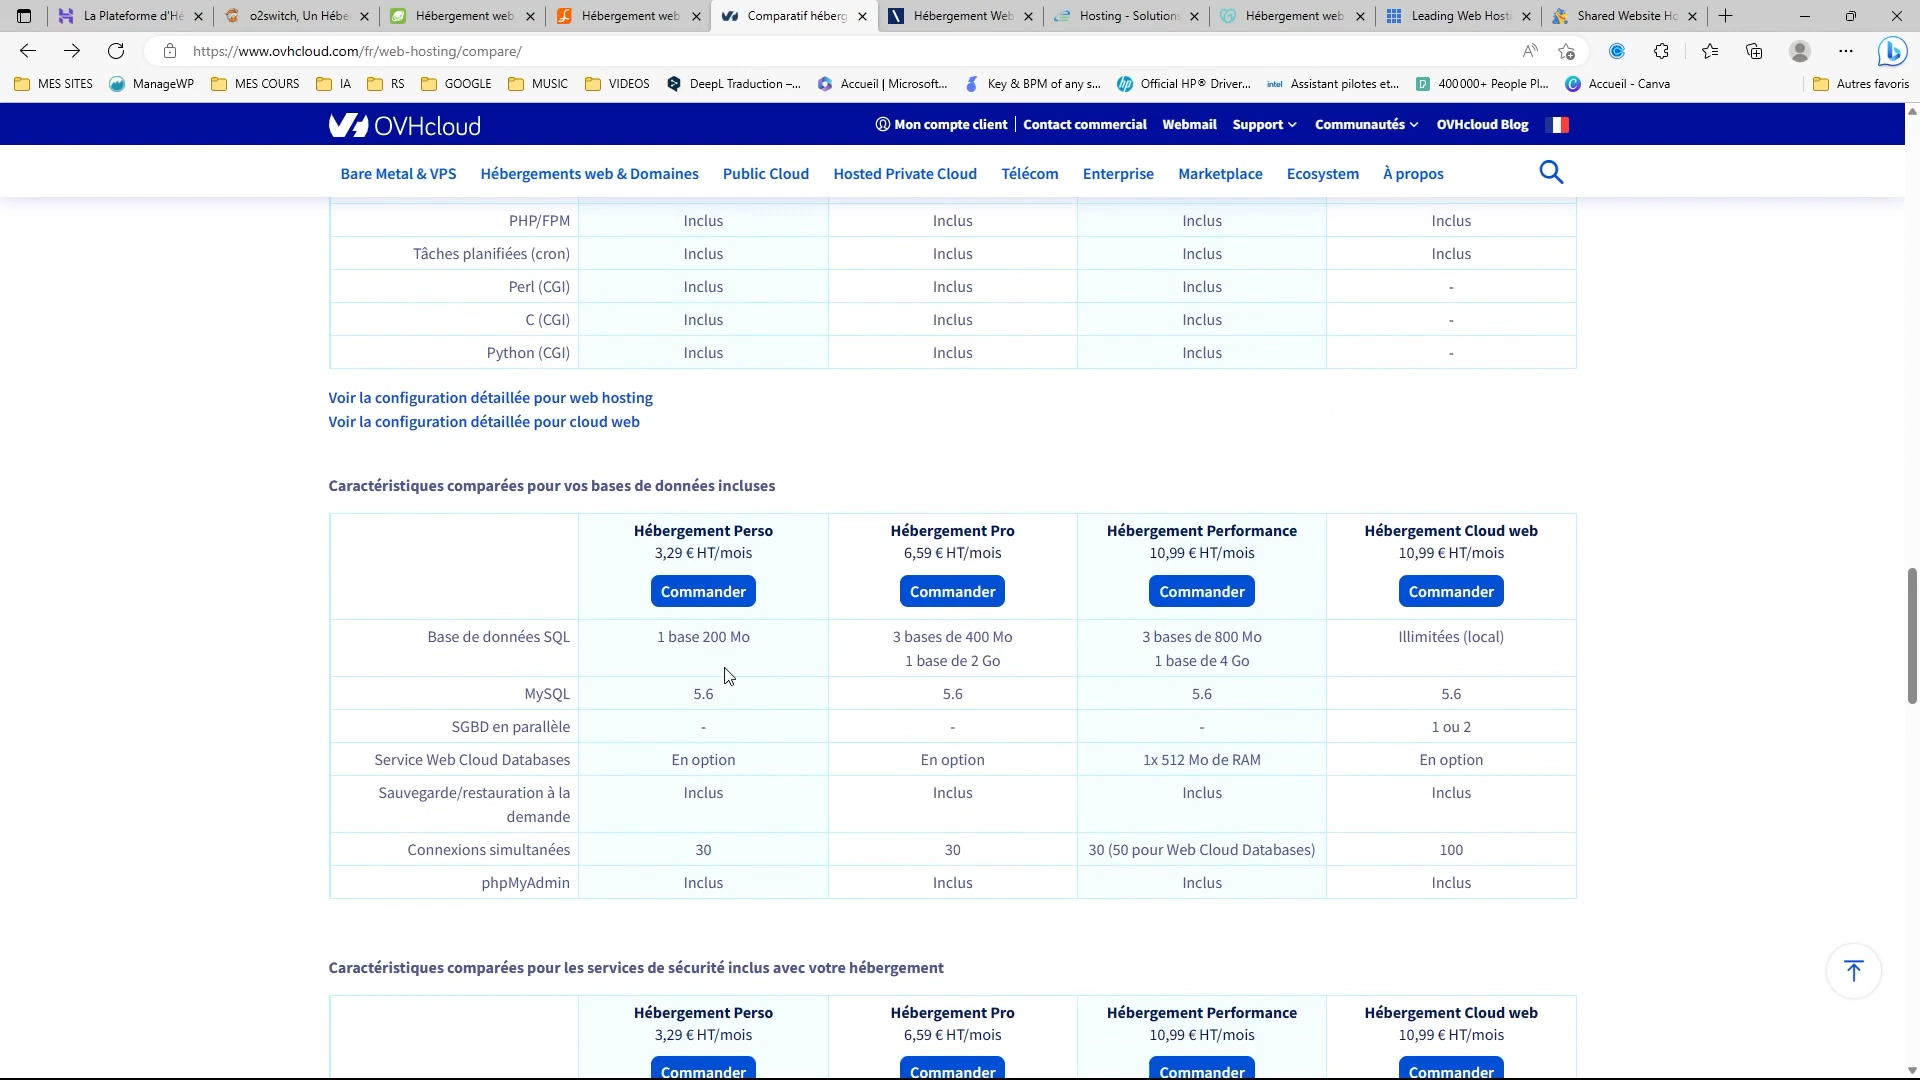 La Plateforme d'Hé
o2switch, Un Héber
Hébergement web
Hébergement web
Comparatif héberg
Hébergement Web
Hosting - Solutions
Hébergement web
Leading Web Hosti
Shared Website Ho
https://www.ovhcloud.com/fr/web-hosting/compare/
MES SITES
ManageWP
MES COURS
IA
RS
GOOGLE
MUSIC
VIDEOS
DeepL Traduction –...
Accueil | Microsoft...
Key & BPM of any s...
Official HP® Driver...
Assistant pilotes et...
400000+ People Pl...
Accueil - Canva
Autres favoris
OVHcloud
Mon compte client
Contact commercial
Webmail
Support
Communautés
OVHcloud Blog
Bare Metal & VPS
Hébergements web & Domaines
Public Cloud
Hosted Private Cloud
Télécom
Enterprise
Marketplace
Ecosystem
À propos
PHP/FPM Inclus Inclus Inclus Inclus
Tâches planifiées (cron) Inclus Inclus Inclus Inclus
Perl (CGI) Inclus Inclus Inclus -
C (CGI) Inclus Inclus Inclus -
Python (CGI) Inclus Inclus Inclus -
Voir la configuration détaillée pour web hosting
Voir la configuration détaillée pour cloud web
Caractéristiques comparées pour vos bases de données incluses
Hébergement Perso Hébergement Pro Hébergement Performance Hébergement Cloud web
3,29 € HT/mois 6,59 € HT/mois 10,99 € HT/mois 10,99 € HT/mois
Commander Commander Commander Commander
Base de données SQL 1 base 200 Mo 3 bases de 400 Mo 3 bases de 800 Mo Illimitées (local)
1 base de 2 Go 1 base de 4 Go
MySQL 5.6 5.6 5.6 5.6
SGBD en parallèle - - - 1 ou 2
Service Web Cloud Databases En option En option 1x 512 Mo de RAM En option
Sauvegarde/restauration à la Inclus Inclus Inclus Inclus
demande
Connexions simultanées 30 30 30 (50 pour Web Cloud Databases) 100
phpMyAdmin Inclus Inclus Inclus Inclus
Caractéristiques comparées pour les services de sécurité inclus avec votre hébergement
Hébergement Perso Hébergement Pro Hébergement Performance Hébergement Cloud web
3,29 € HT/mois 6,59 € HT/mois 10,99 € HT/mois 10,99 € HT/mois
Commander Commander Commander Commander